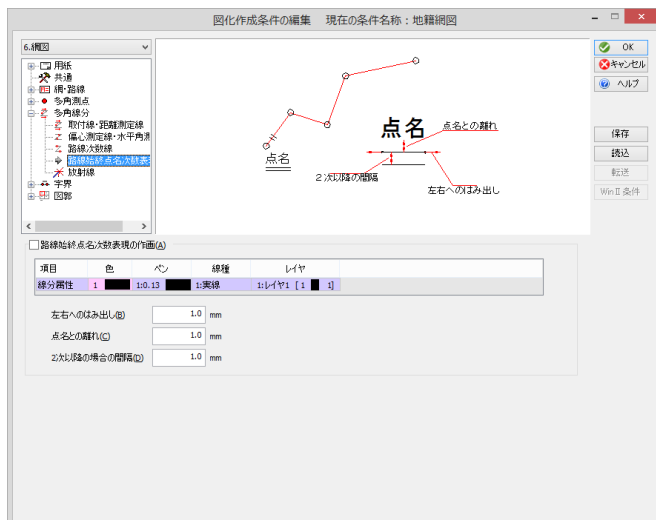 図化作成条件の編集　現在の条件名称：地籍網図
6.網図
用紙
共通
網・路線
多角測点
多角線分
取付線・距離測定線
偏心測定線・水平角測
路線次数線
路線始終点名次数表
放射線
字界
図郭
点名
点名
点名との離れ
2次以降の間隔
左右へのはみ出し
OK
キャンセル
ヘルプ
保存
読込
転送
WinⅡ条件
路線始終点名次数表現の作画(A)
項目 色 ペン 線種 レイヤ
線分属性 1 1:0.13 1:実線 1:レイヤ1 [ 1 1]
左右へのはみ出し(B) 1.0 mm
点名との離れ(C) 1.0 mm
2次以降の場合の間隔(D) 1.0 mm